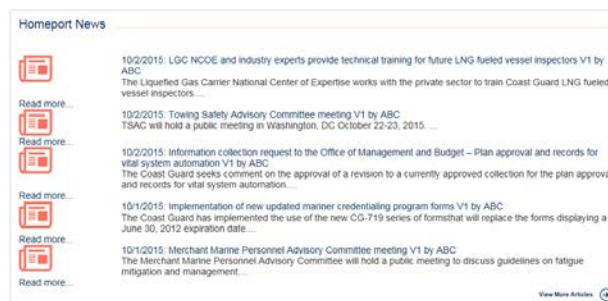 Homeport News
10/2/2015: LGC NCOE and industry experts provide technical training for future LNG fueled vessel inspectors V1 by
ABC
The Liquefied Gas Carrier National Center of Expertise works with the private sector to train Coast Guard LNG fueled
vessel inspectors....
Read more...
10/2/2015: Towing Safety Advisory Committee meeting V1 by ABC
TSAC will hold a public meeting in Washington, DC October 22-23, 2015. ...
Read more...
10/2/2015: Information collection request to the Office of Management and Budget – Plan approval and records for
vital system automation V1 by ABC
The Coast Guard seeks comment on the approval of a revision to a currently approved collection for the plan approva
and records for vital system automation....
Read more...
10/1/2015: Implementation of new updated mariner credentialing program forms V1 by ABC
The Coast Guard has implemented the use of the new CG-719 series of formsthat will replace the forms displaying a
June 30, 2012 expiration date....
Read more...
10/1/2015: Merchant Marine Personnel Advisory Committee meeting V1 by ABC
The Merchant Marine Personnel Advisory Committee will hold a public meeting to discuss guidelines on fatigue
mitigation and management....
Read more...
View More Articles